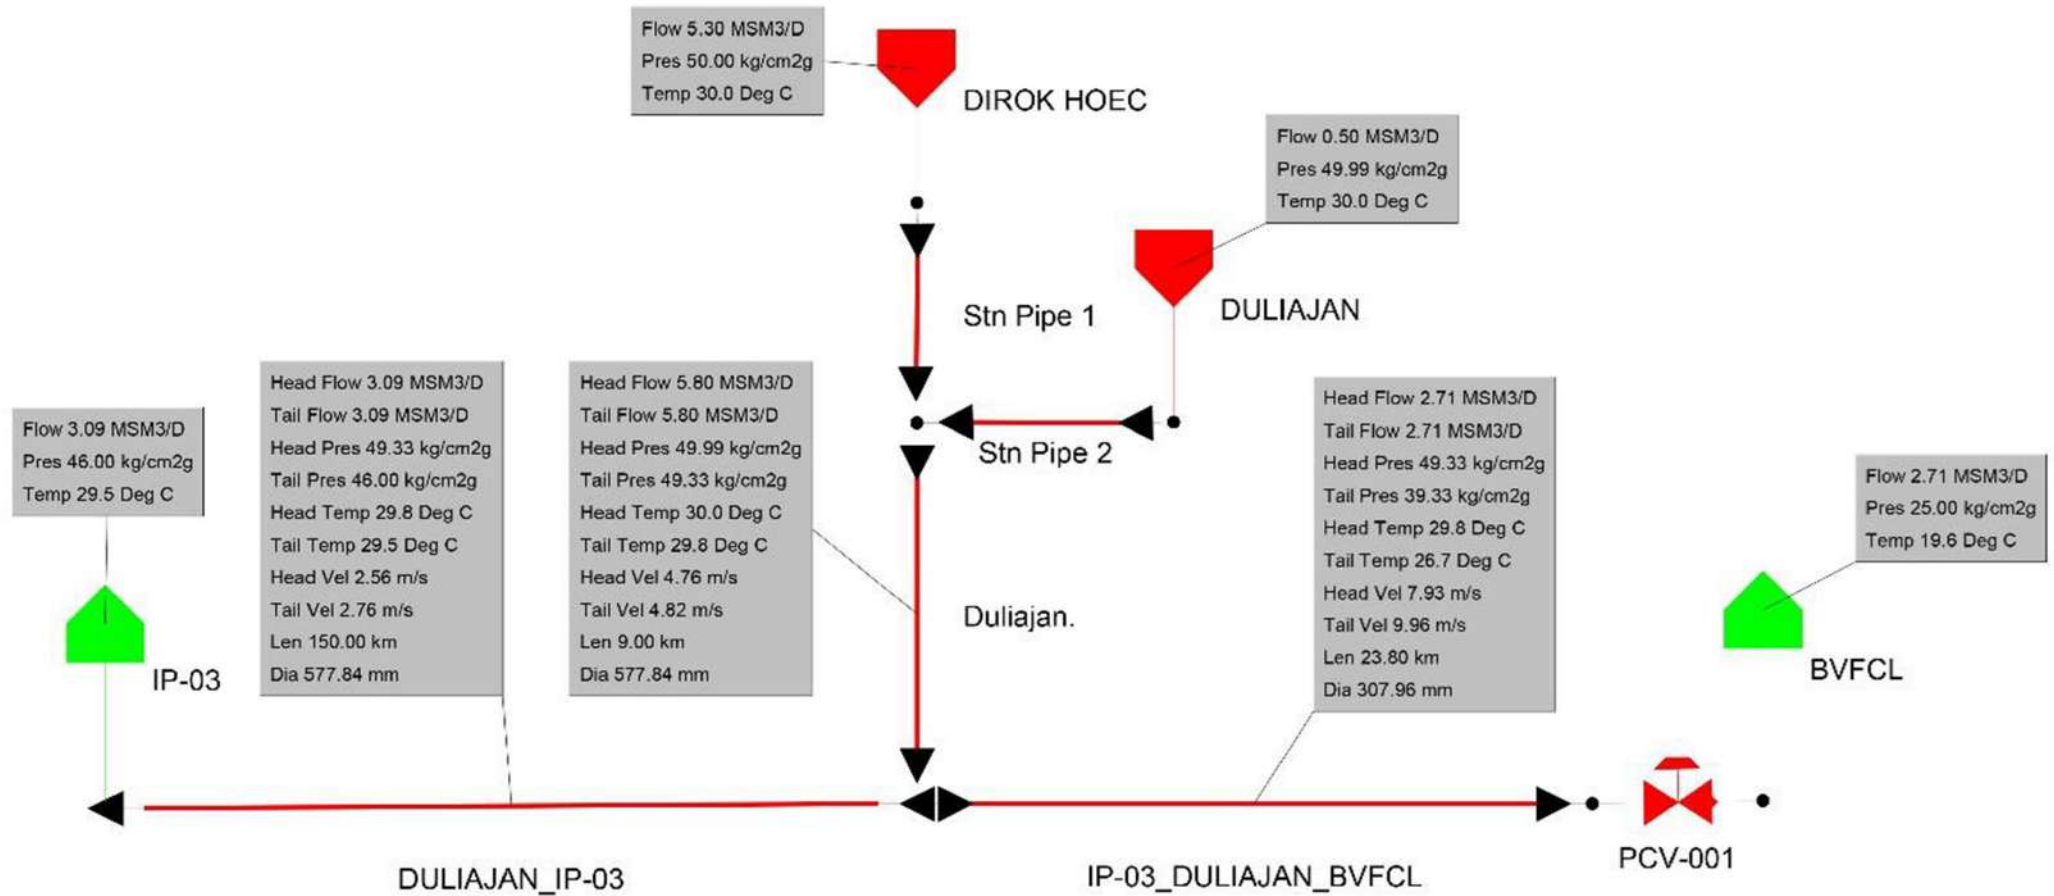 Flow 5.30 MSM3/D
Pres 50.00 kg/cm2g
Temp 30.0 Deg C
DIROK HOEC
Flow 0.50 MSM3/D
Pres 49.99 kg/cm2g
Temp 30.0 Deg C
DULIAJAN
Stn Pipe 1
Stn Pipe 2
Flow 3.09 MSM3/D
Pres 46.00 kg/cm2g
Temp 29.5 Deg C
IP-03
Head Flow 3.09 MSM3/D
Tail Flow 3.09 MSM3/D
Head Pres 49.33 kg/cm2g
Tail Pres 46.00 kg/cm2g
Head Temp 29.8 Deg C
Tail Temp 29.5 Deg C
Head Vel 2.56 m/s
Tail Vel 2.76 m/s
Len 150.00 km
Dia 577.84 mm
Head Flow 5.80 MSM3/D
Tail Flow 5.80 MSM3/D
Head Pres 49.99 kg/cm2g
Tail Pres 49.33 kg/cm2g
Head Temp 30.0 Deg C
Tail Temp 29.8 Deg C
Head Vel 4.76 m/s
Tail Vel 4.82 m/s
Len 9.00 km
Dia 577.84 mm
Duliajan.
Head Flow 2.71 MSM3/D
Tail Flow 2.71 MSM3/D
Head Pres 49.33 kg/cm2g
Tail Pres 39.33 kg/cm2g
Head Temp 29.8 Deg C
Tail Temp 26.7 Deg C
Head Vel 7.93 m/s
Tail Vel 9.96 m/s
Len 23.80 km
Dia 307.96 mm
Flow 2.71 MSM3/D
Pres 25.00 kg/cm2g
Temp 19.6 Deg C
BVFCL
PCV-001
DULIAJAN_IP-03
IP-03_DULIAJAN_BVFCL